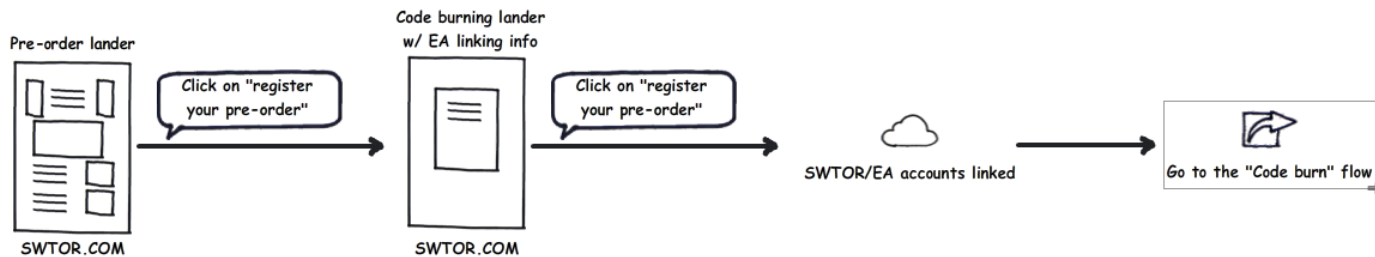 Pre-order lander
SWTOR.COM
Click on "register
your pre-order"
Code burning lander
w/ EA linking info
SWTOR.COM
Click on "register
your pre-order"
SWTOR/EA accounts linked
Go to the "Code burn" flow